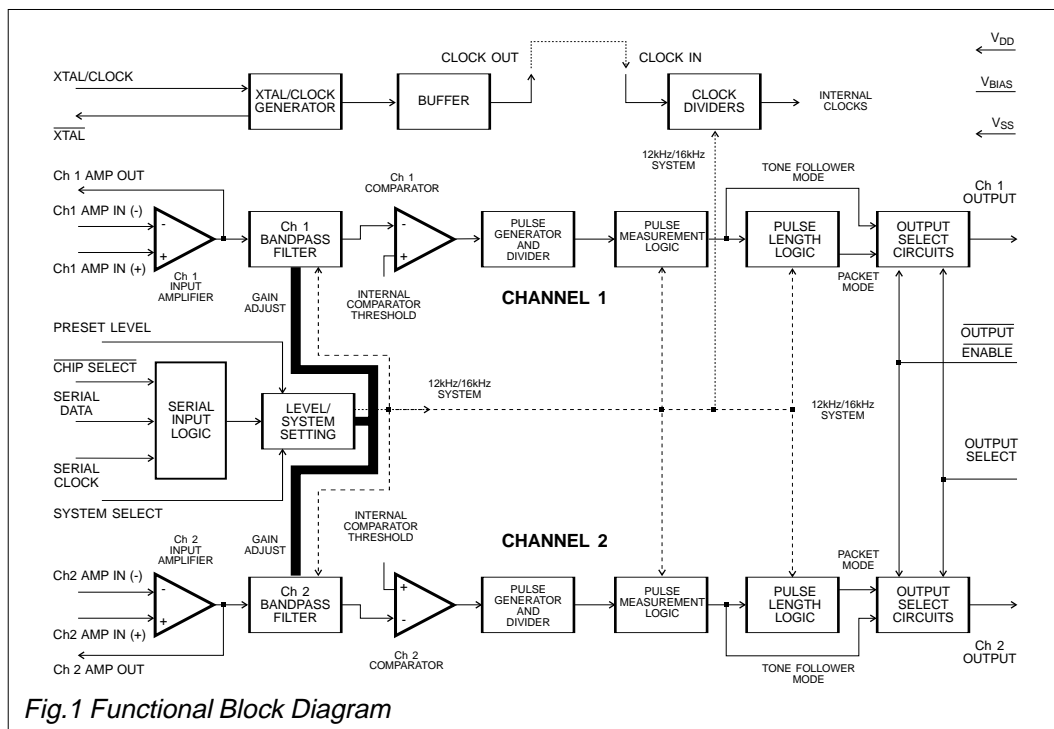 XTAL/CLOCK
XTAL
XTAL/CLOCK
GENERATOR
BUFFER
CLOCK OUT
CLOCK IN
CLOCK
DIVIDERS
INTERNAL
CLOCKS
VDD
VBIAS
VSS
12kHz/16kHz
SYSTEM
Ch 1 AMP OUT
Ch1 AMP IN (-)
Ch1 AMP IN (+)
-
+
Ch 1
INPUT
AMPLIFIER
Ch 1
BANDPASS
FILTER
GAIN
ADJUST
Ch 1
COMPARATOR
-
+
INTERNAL
COMPARATOR
THRESHOLD
PULSE
GENERATOR
AND
DIVIDER
PULSE
MEASUREMENT
LOGIC
PULSE
LENGTH
LOGIC
TONE FOLLOWER
MODE
PACKET
MODE
OUTPUT
SELECT
CIRCUITS
Ch 1
OUTPUT
CHANNEL 1
PRESET LEVEL
CHIP SELECT
SERIAL
DATA
SERIAL
CLOCK
SYSTEM SELECT
SERIAL
INPUT
LOGIC
LEVEL/
SYSTEM
SETTING
12kHz/16kHz
SYSTEM
12kHz/16kHz
SYSTEM
OUTPUT
ENABLE
OUTPUT
SELECT
CHANNEL 2
Ch 2
INPUT
AMPLIFIER
Ch2 AMP IN (-)
Ch2 AMP IN (+)
Ch 2 AMP OUT
-
+
GAIN
ADJUST
Ch 2
BANDPASS
FILTER
INTERNAL
COMPARATOR
THRESHOLD
+
-
Ch 2
COMPARATOR
PULSE
GENERATOR
AND
DIVIDER
PULSE
MEASUREMENT
LOGIC
PULSE
LENGTH
LOGIC
PACKET
MODE
TONE FOLLOWER
MODE
OUTPUT
SELECT
CIRCUITS
Ch 2
OUTPUT
Fig.1 Functional Block Diagram